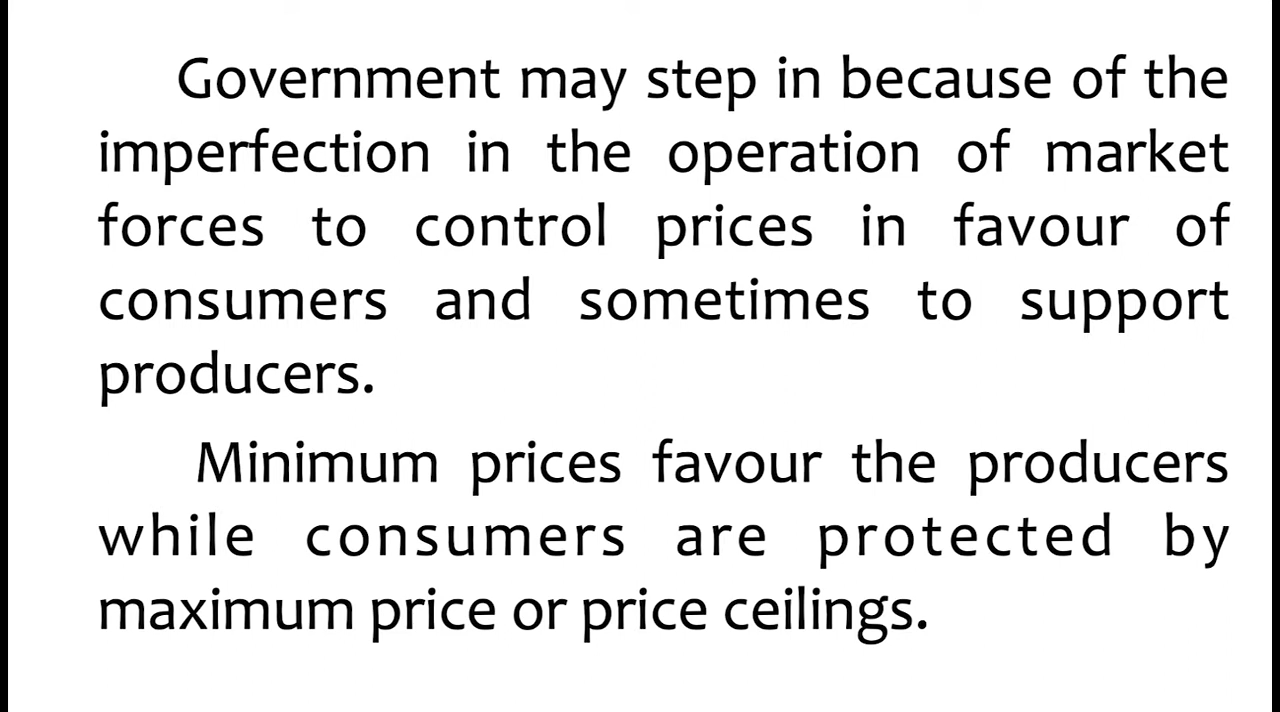 Government may step in because of the
imperfection in the operation of market
forces to control prices in favour of
consumers and sometimes to support
producers.
Minimum prices favour the producers
while consumers are protected by
maximum price or price ceilings.